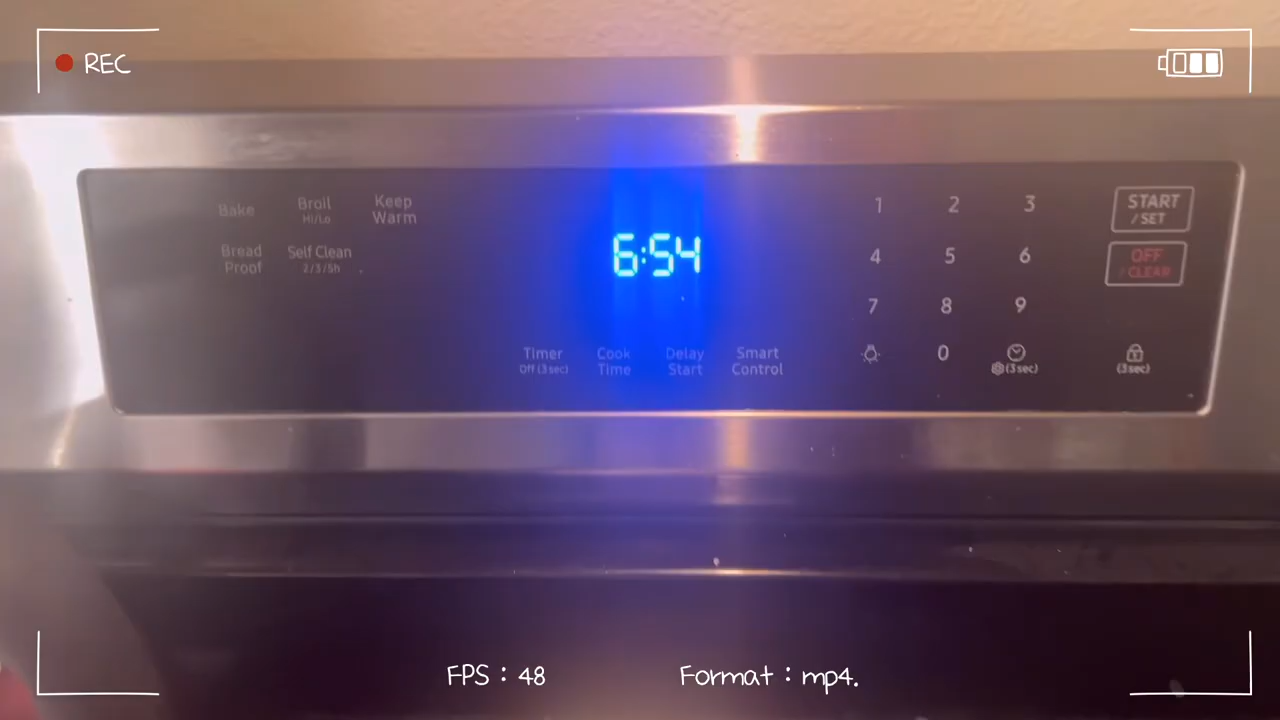 REC
Bake
Broil
Hi/Lo
Keep
Warm
Bread
Proof
Self Clean
2/3/5h
6:54
Timer
Off (3sec)
Cook
Time
Delay
Start
Smart
Control
1 2 3
4 5 6
7 8 9
0
(3 sec)
START
/ SET
OFF
/ CLEAR
(3sec)
FPS : 48
Format : mp4.